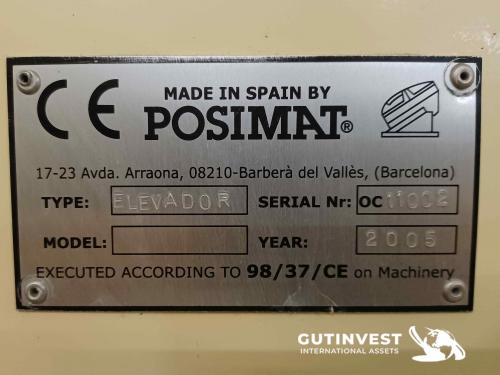 CE MADE IN SPAIN BY
POSIMAT®
17-23 Avda. Arraona, 08210-Barberà del Vallès, (Barcelona)
TYPE: ELEVADOR SERIAL Nr: OC11002
MODEL: YEAR: 2005
EXECUTED ACCORDING TO 98/37/CE on Machinery
GUTINVEST
INTERNATIONAL ASSETS